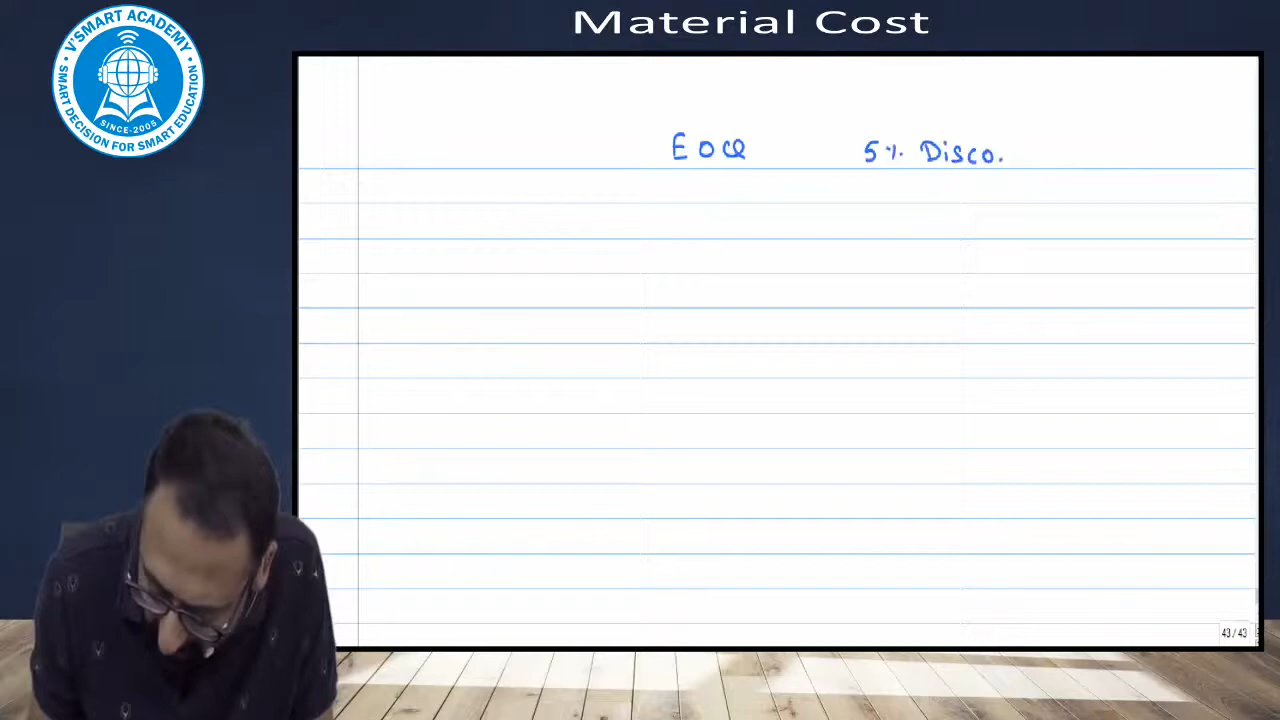 Material Cost
V'SMART ACADEMY
SINCE-2005
SMART DECISION FOR SMART EDUCATION
EOQ 5% Disco.
43/43